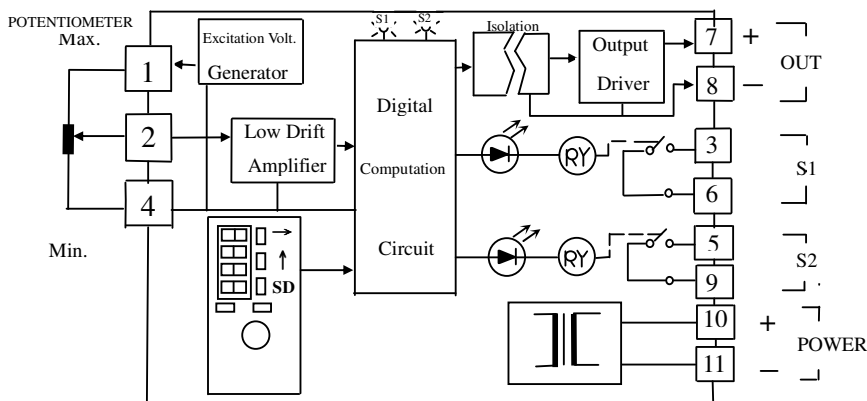 POTENTIOMETER
Max.
1
Excitation Volt.
Generator
2
Low Drift
Amplifier
4
Min.
SD
S1
S2
Digital
Computation
Circuit
Isolation
Output
Driver
RY
RY
7
+
OUT
8
−
3
S1
6
5
S2
9
10
+
POWER
11
−